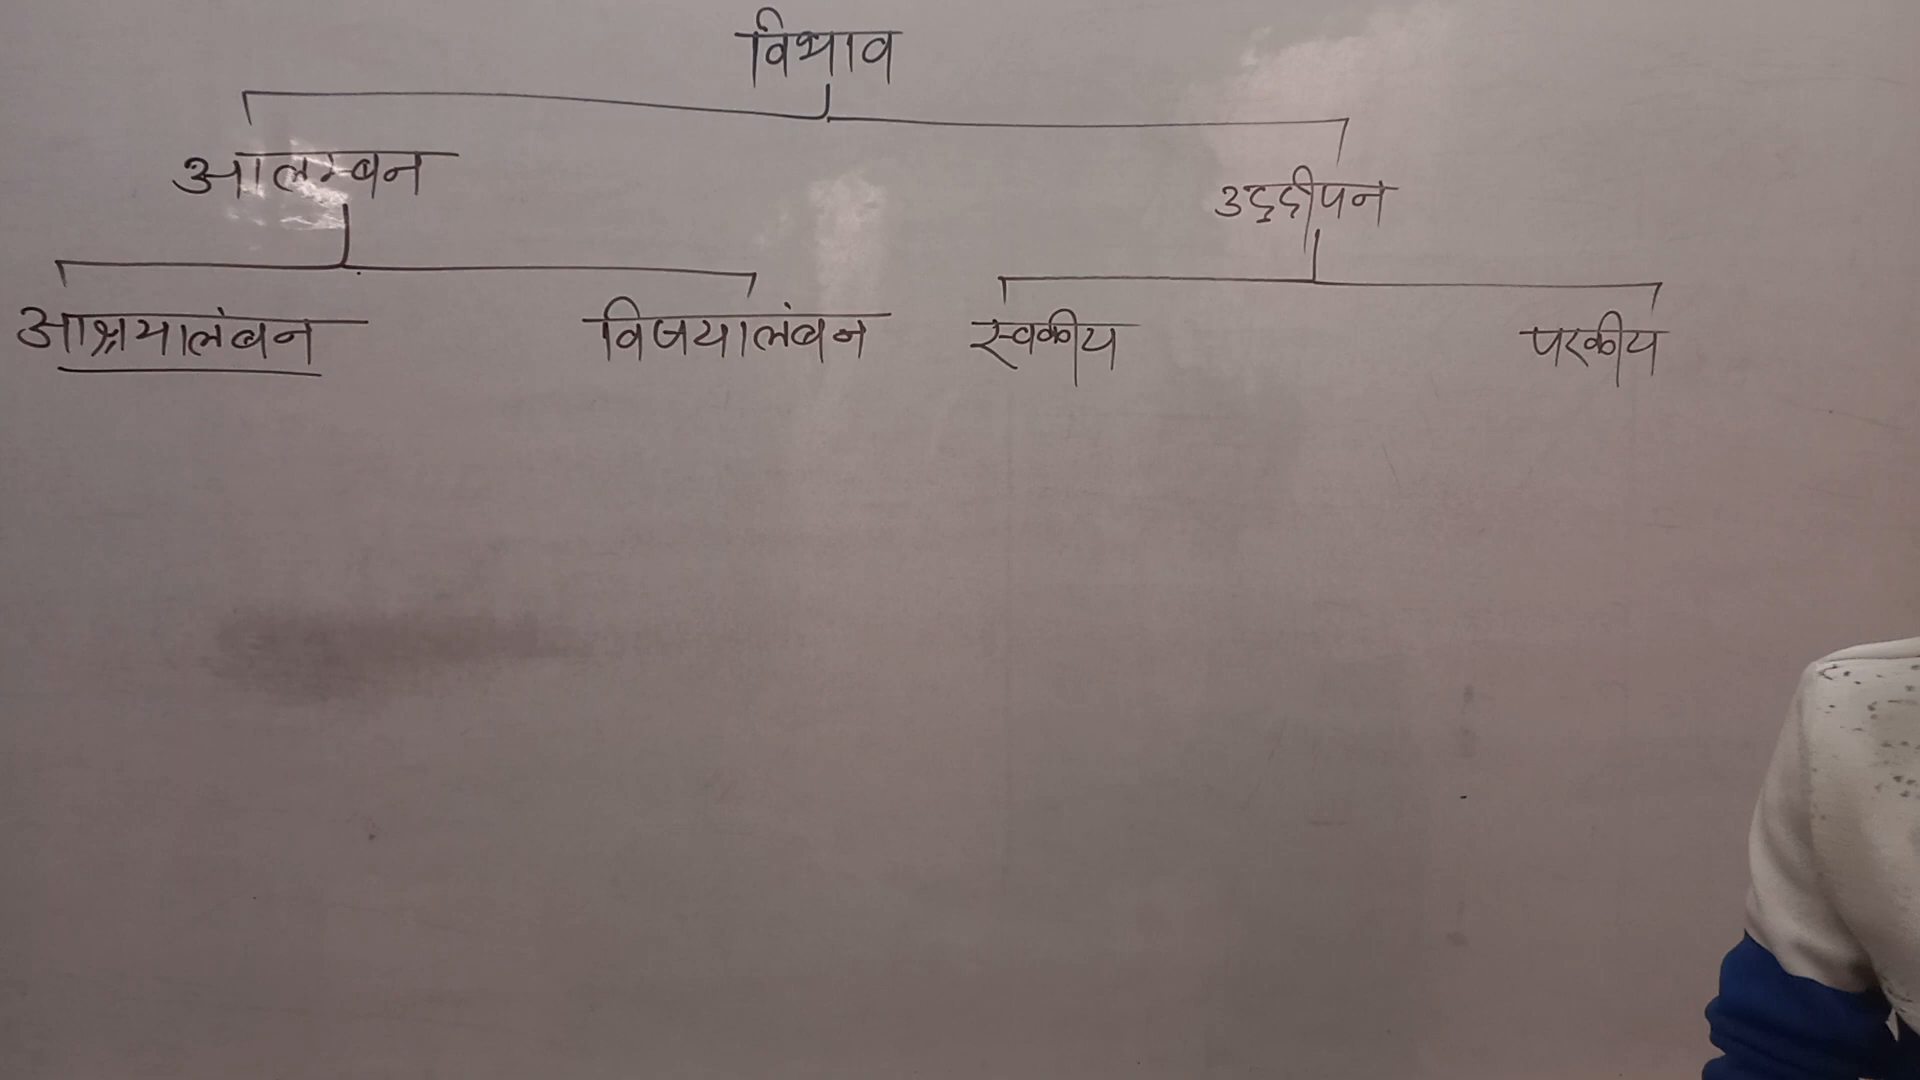 विभाव
आलम्बन उद्दीपन
आश्रयालंबन विजयालंबन स्वकीय परकीय